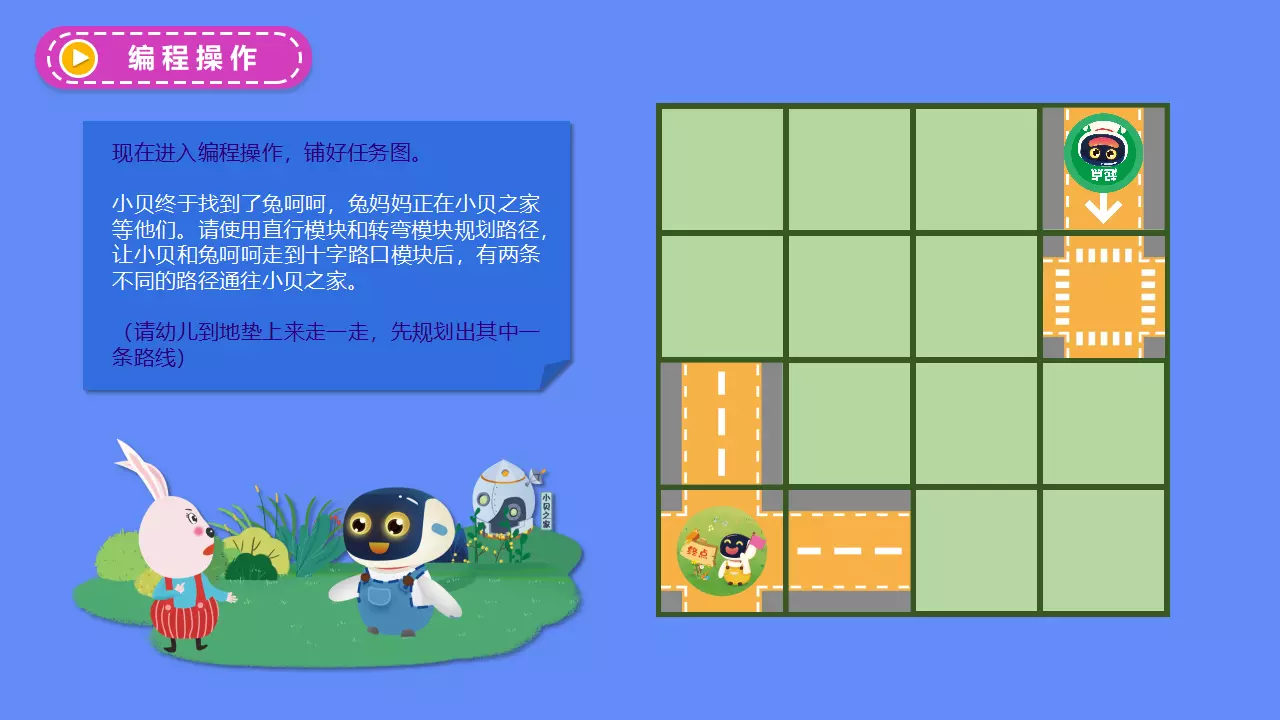 编程操作
现在进入编程操作，铺好任务图。
小贝终于找到了兔呵呵，兔妈妈正在小贝之家
等他们。请使用直行模块和转弯模块规划路径，
让小贝和兔呵呵走到十字路口模块后，有两条
不同的路径通往小贝之家。
（请幼儿到地垫上来走一走，先规划出其中一
条路线）
起点
小贝之家
终点